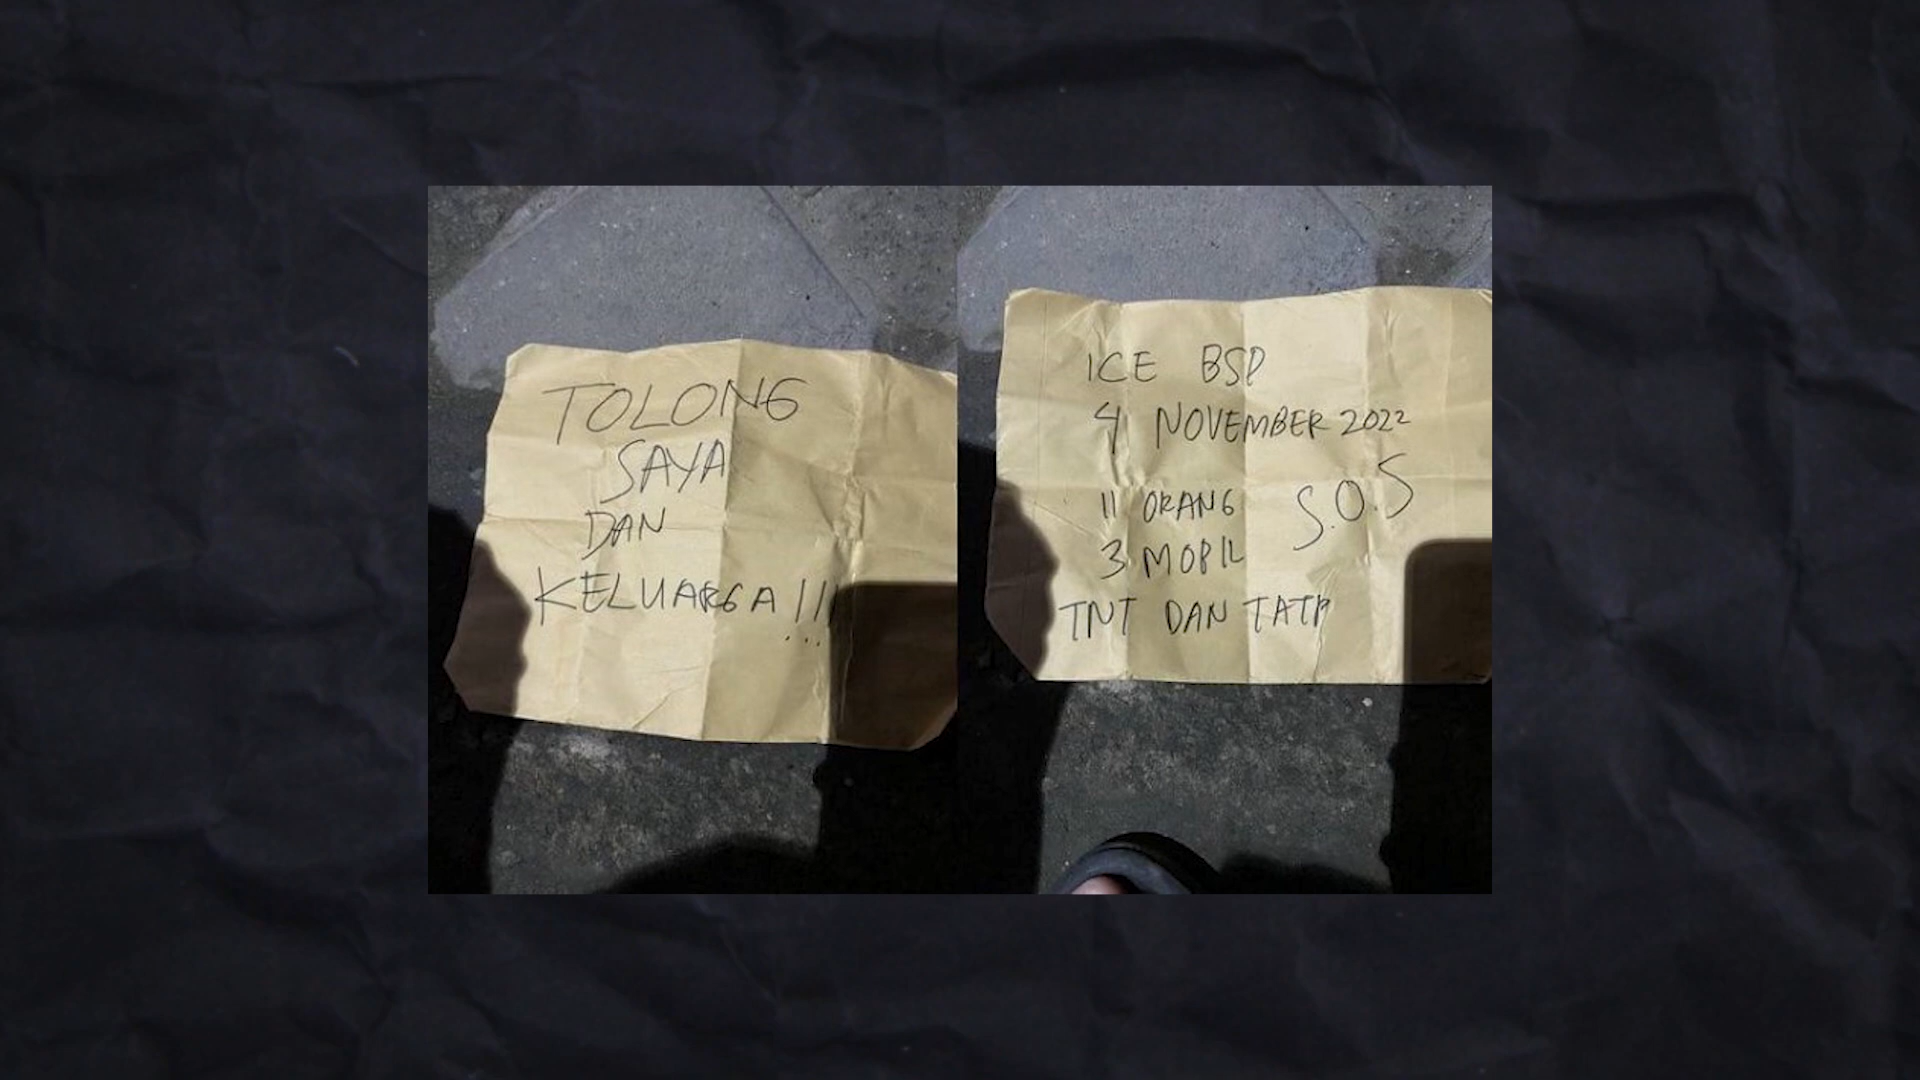 TOLONG
SAYA
DAN
KELUARGA!!!
ICE BSD
4 NOVEMBER 2022
11 ORANG
S.O.S
3 MOBIL
TNT DAN TATP